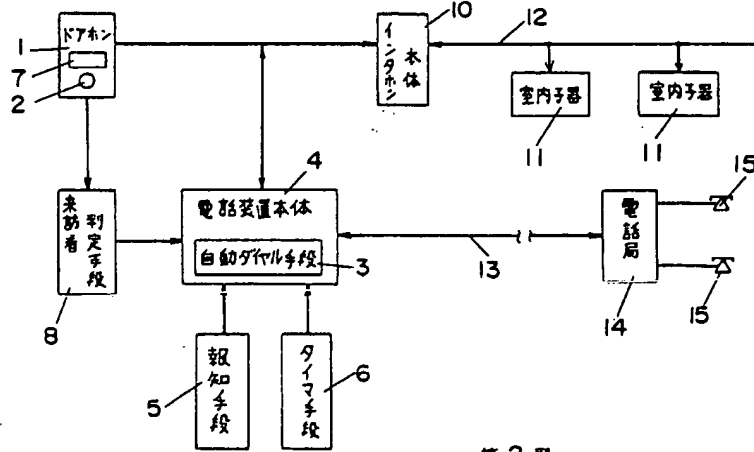 1
ドアホン
7
2
10
インタホン
本体
12
室内子器
11
室内子器
11
4
電話装置本体
自動ダイヤル手段
3
来訪者
判定手段
8
13
電話局
14
15
15
報知手段
5
タイマ手段
6
第2図